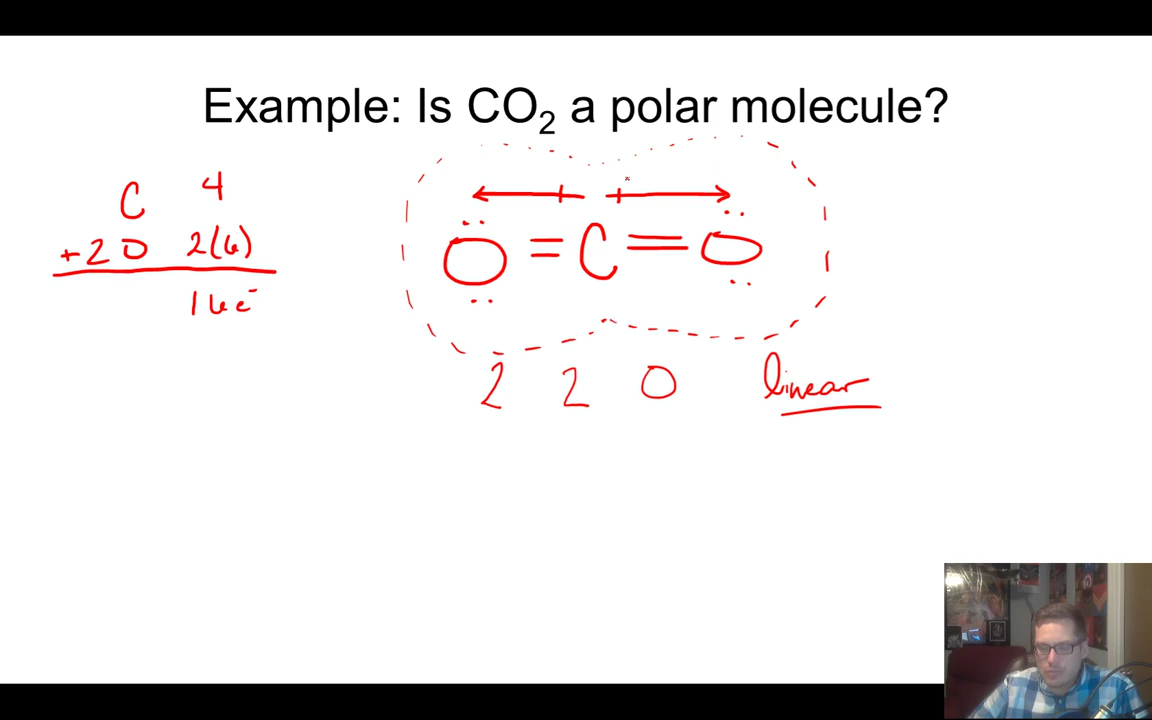 Example: Is CO₂ a polar molecule?
C 4
+2 O 2(6)
16e⁻
O = C = O
2 2 0 linear